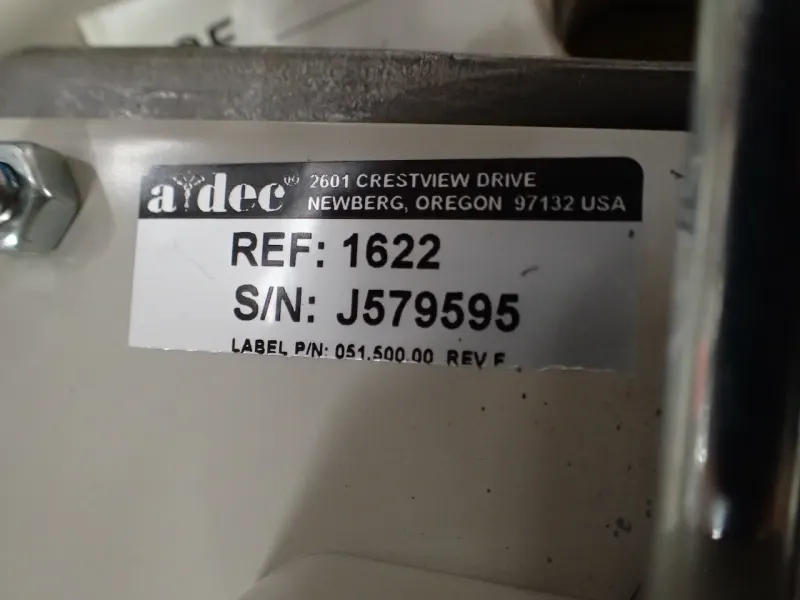 a dec® 2601 CRESTVIEW DRIVE
NEWBERG, OREGON 97132 USA
REF: 1622
S/N: J579595
LABEL P/N: 051.500.00 REV F